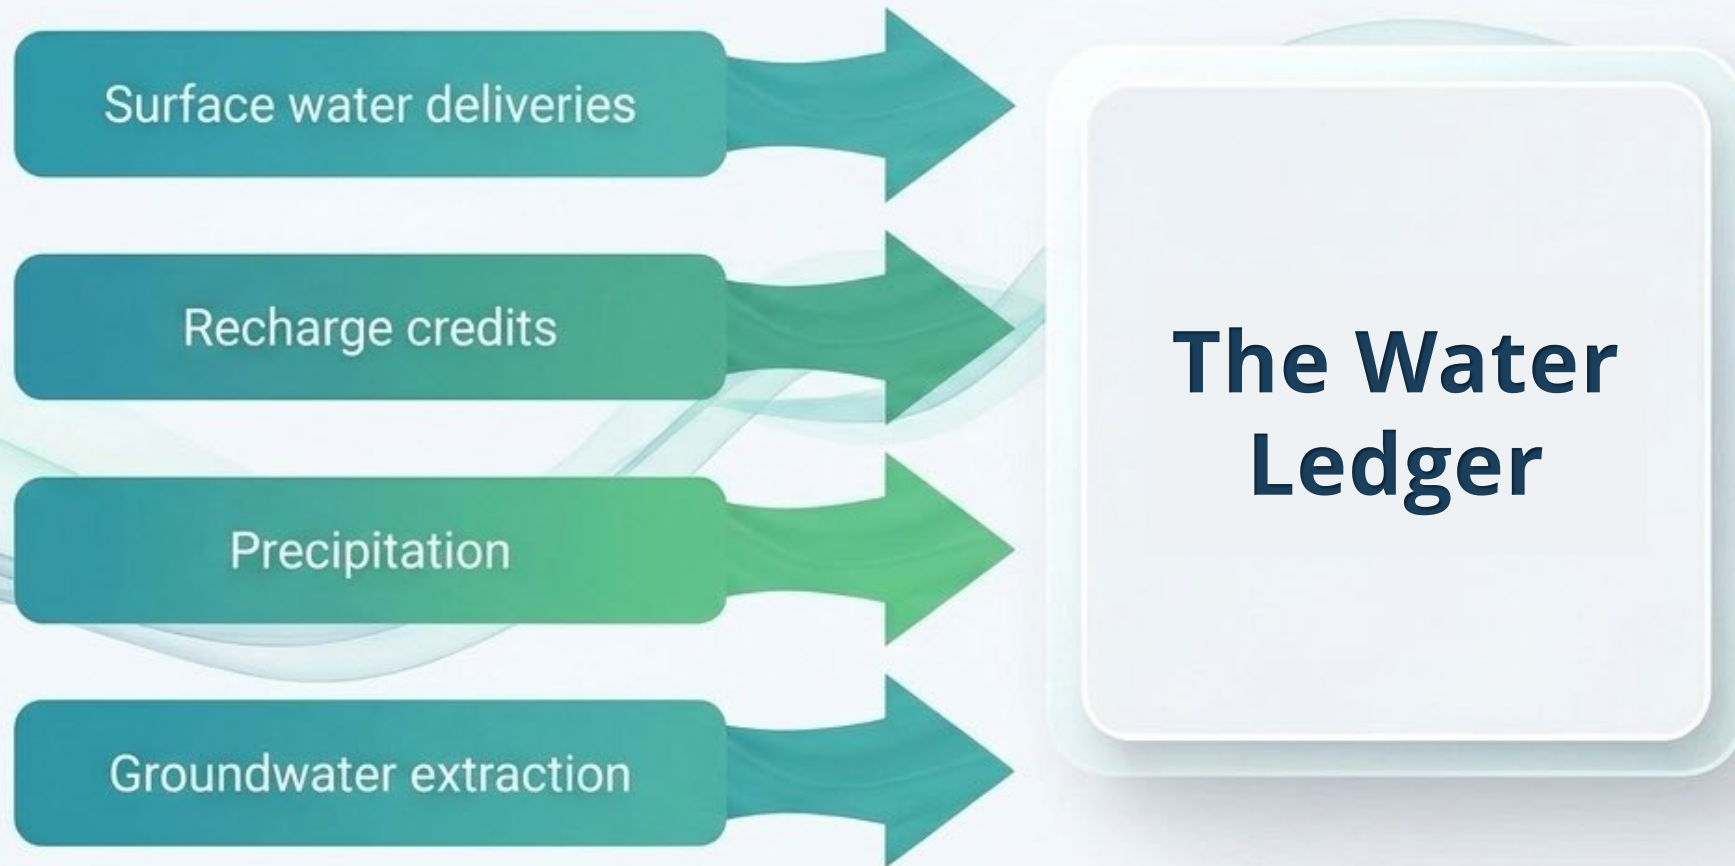 Surface water deliveries
Recharge credits
Precipitation
Groundwater extraction
The Water
Ledger